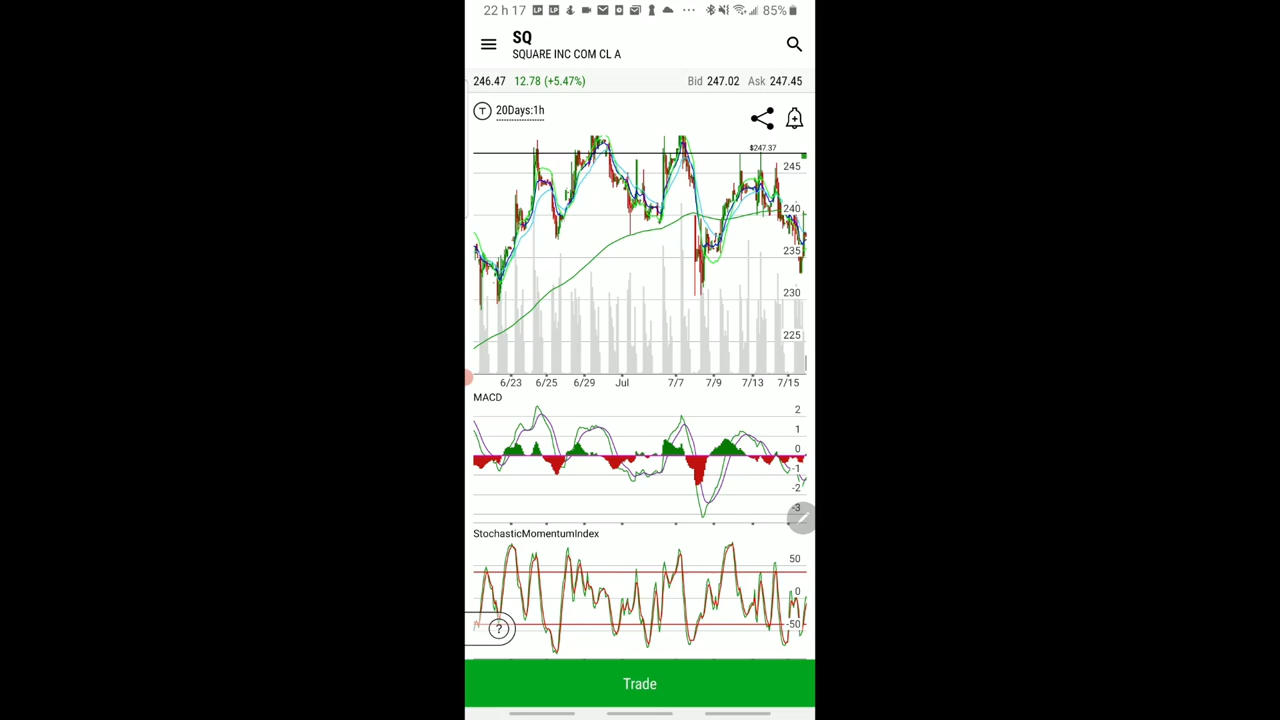 22 h 17 LP LP 85%
SQ
SQUARE INC COM CL A
246.47 12.78 (+5.47%) Bid 247.02 Ask 247.45
T 20Days:1h
$247.37
245
240
235
230
225
6/23 6/25 6/29 Jul 7/7 7/9 7/13 7/15
MACD
2
1
0
-1
-2
-3
StochasticMomentumIndex
50
0
-50
?
Trade